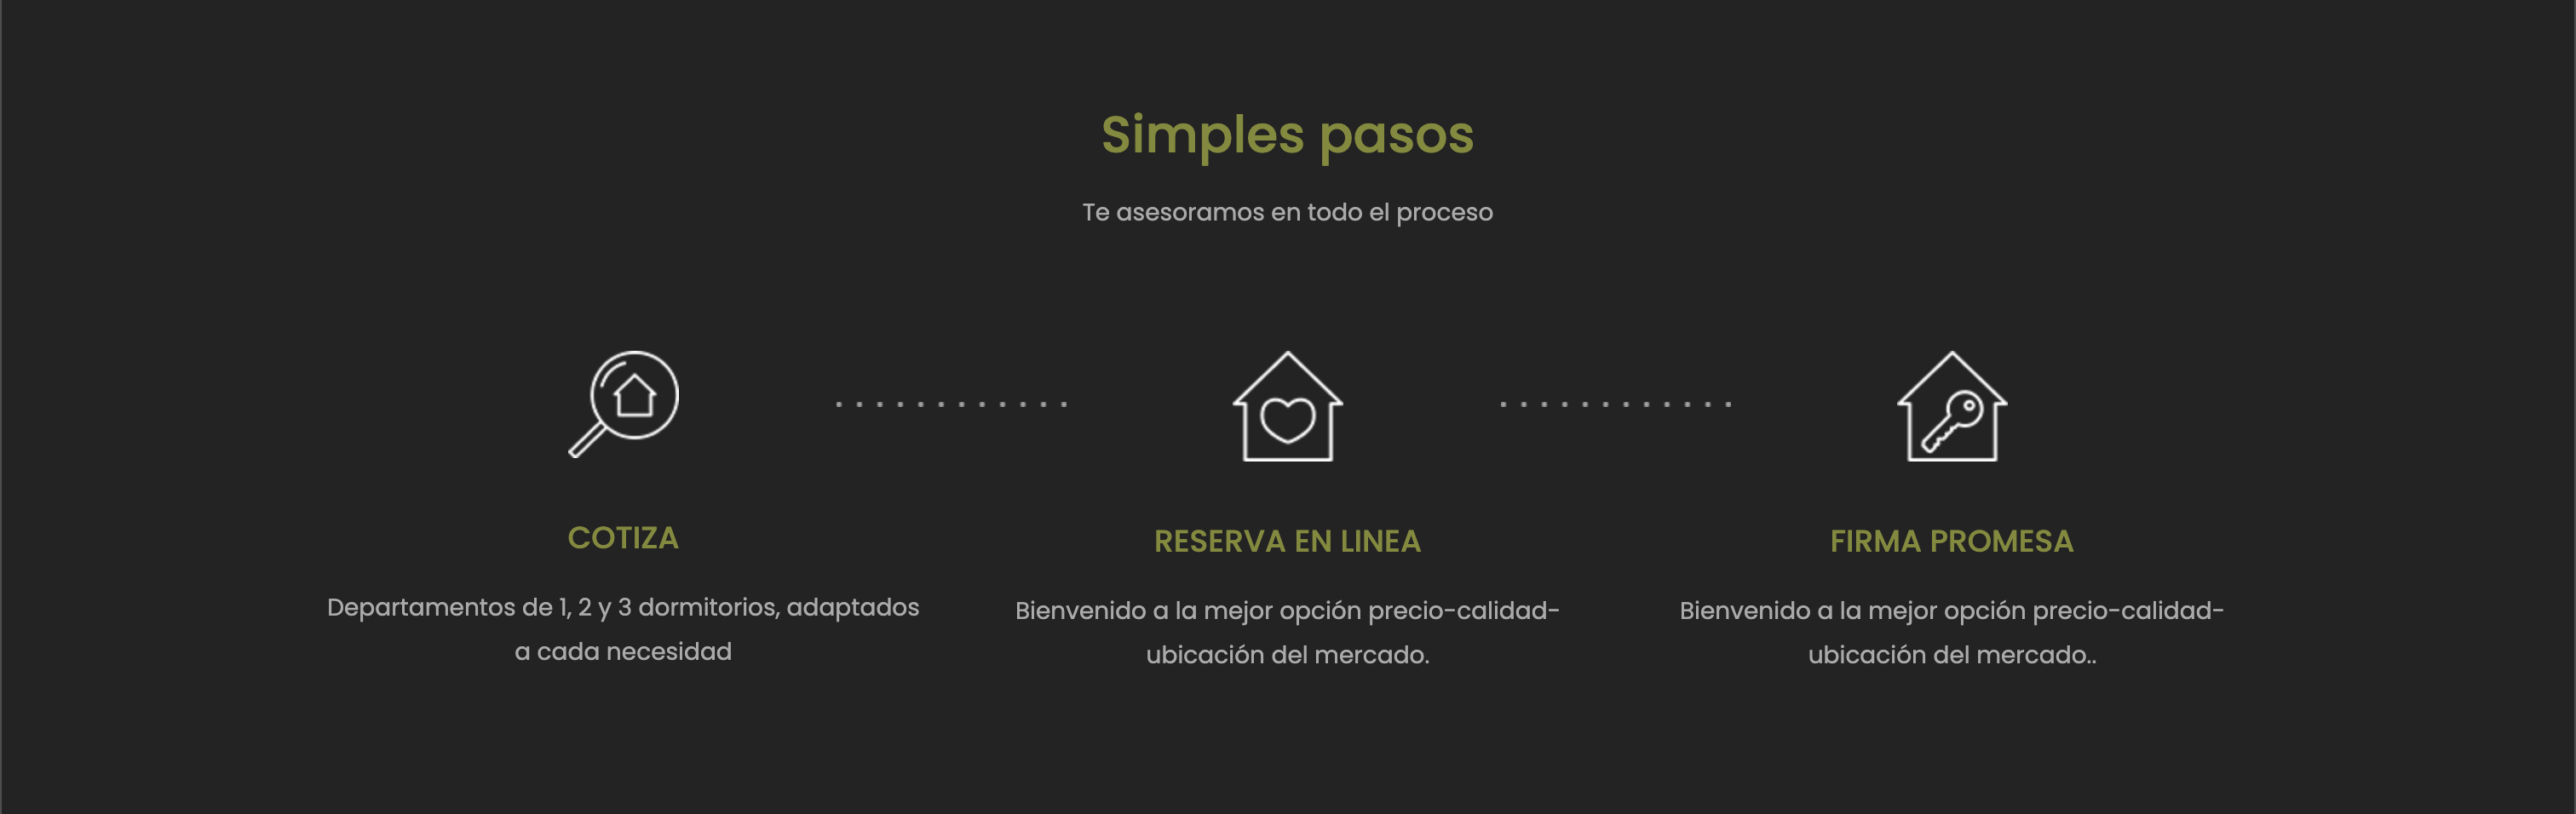 Simples pasos
Te asesoramos en todo el proceso
COTIZA
Departamentos de 1, 2 y 3 dormitorios, adaptados
a cada necesidad
RESERVA EN LINEA
Bienvenido a la mejor opción precio-calidad-
ubicación del mercado.
FIRMA PROMESA
Bienvenido a la mejor opción precio-calidad-
ubicación del mercado..